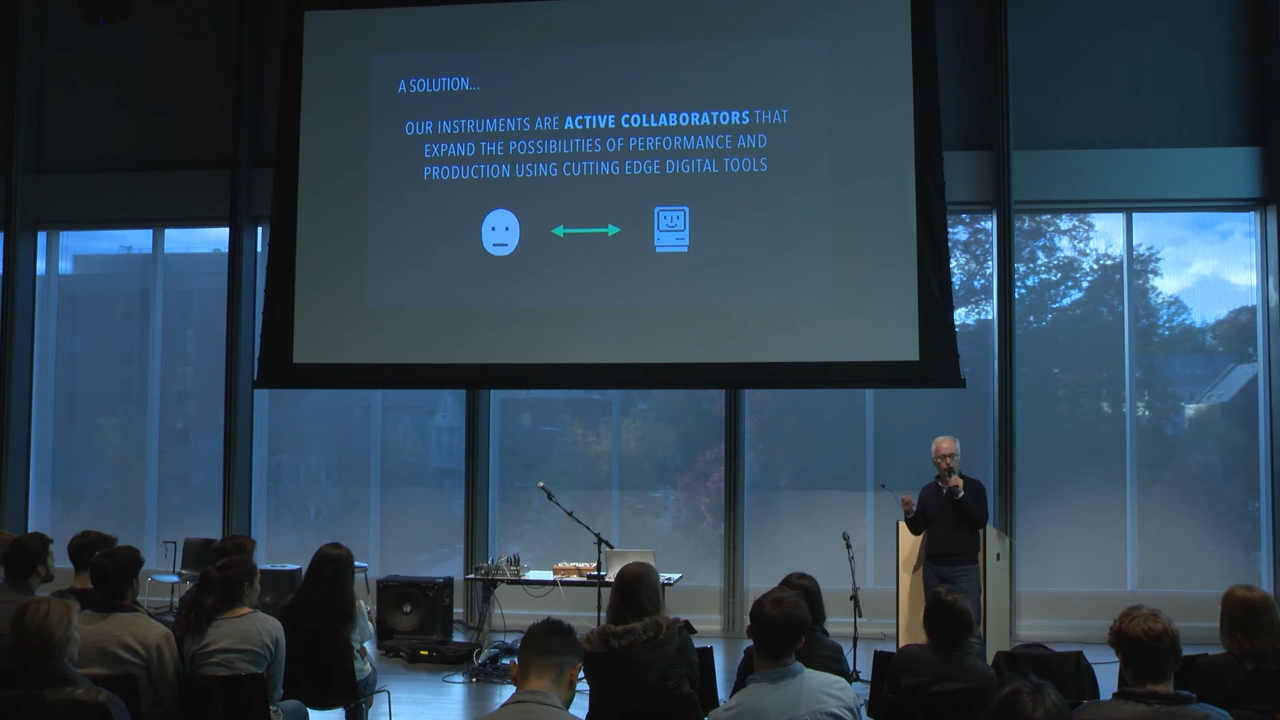 A SOLUTION...
OUR INSTRUMENTS ARE ACTIVE COLLABORATORS THAT
EXPAND THE POSSIBILITIES OF PERFORMANCE AND
PRODUCTION USING CUTTING EDGE DIGITAL TOOLS